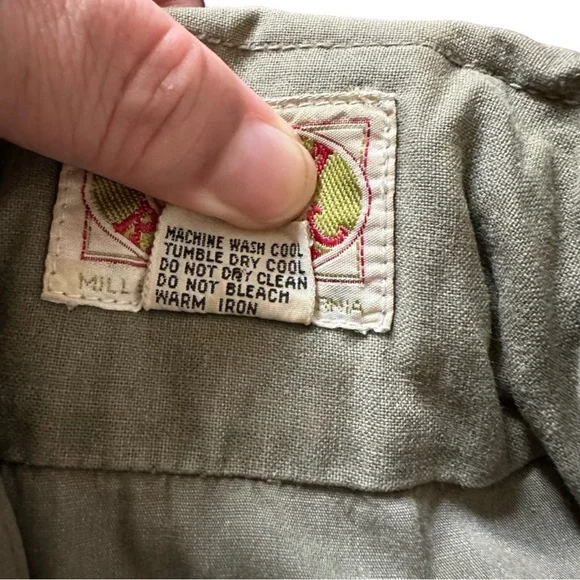 MACHINE WASH COOL
TUMBLE DRY COOL
DO NOT DRY CLEAN
DO NOT BLEACH
WARM IRON